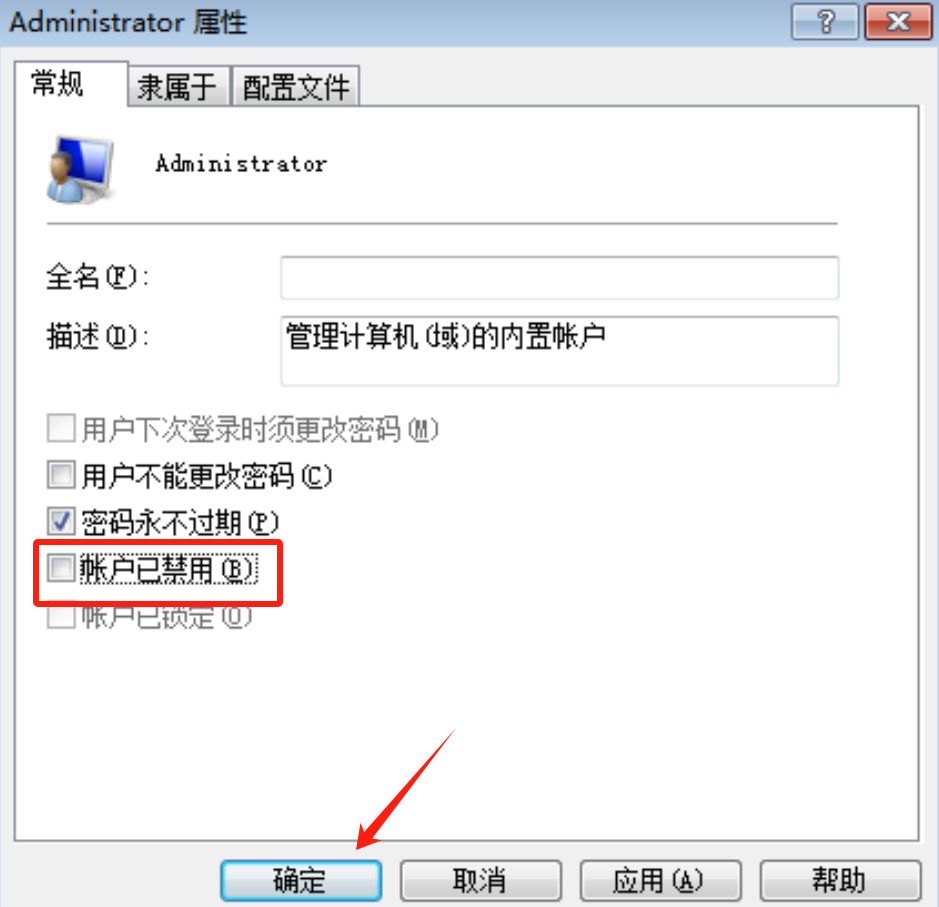 Administrator 属性
常规 隶属于 配置文件
Administrator
全名(F):
描述(D): 管理计算机(域)的内置帐户
用户下次登录时须更改密码(M)
用户不能更改密码(C)
密码永不过期(P)
帐户已禁用(B)
帐户已锁定(O)
确定 取消 应用(A) 帮助